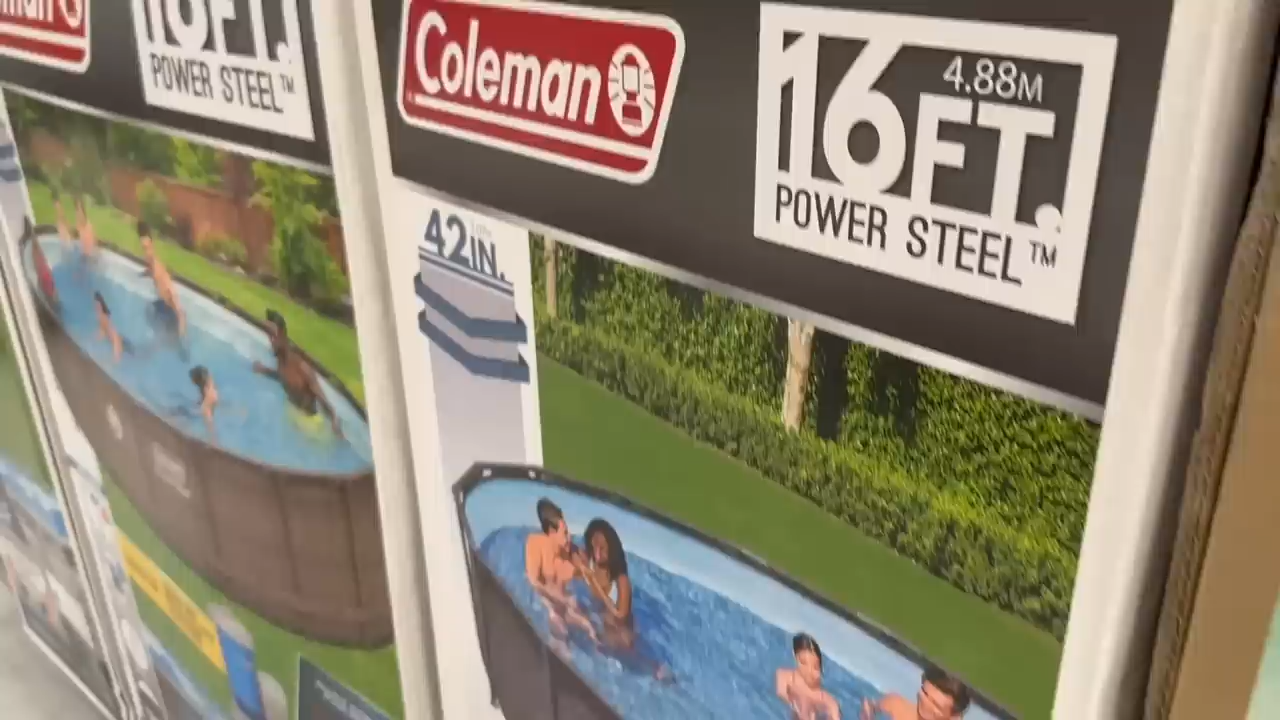 16FT.
POWER STEEL™
Coleman
4.88M
16FT.
POWER STEEL™
42IN.